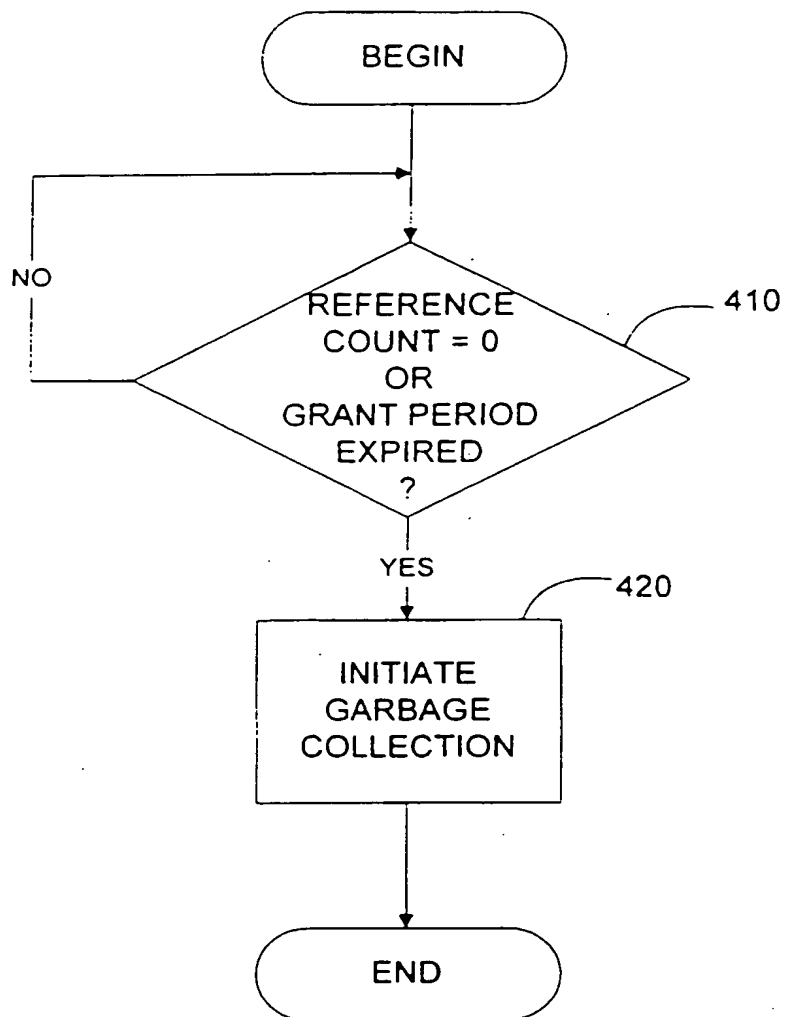 BEGIN
NO
REFERENCE
COUNT = 0
OR
GRANT PERIOD
EXPIRED
?
410
YES
420
INITIATE
GARBAGE
COLLECTION
END